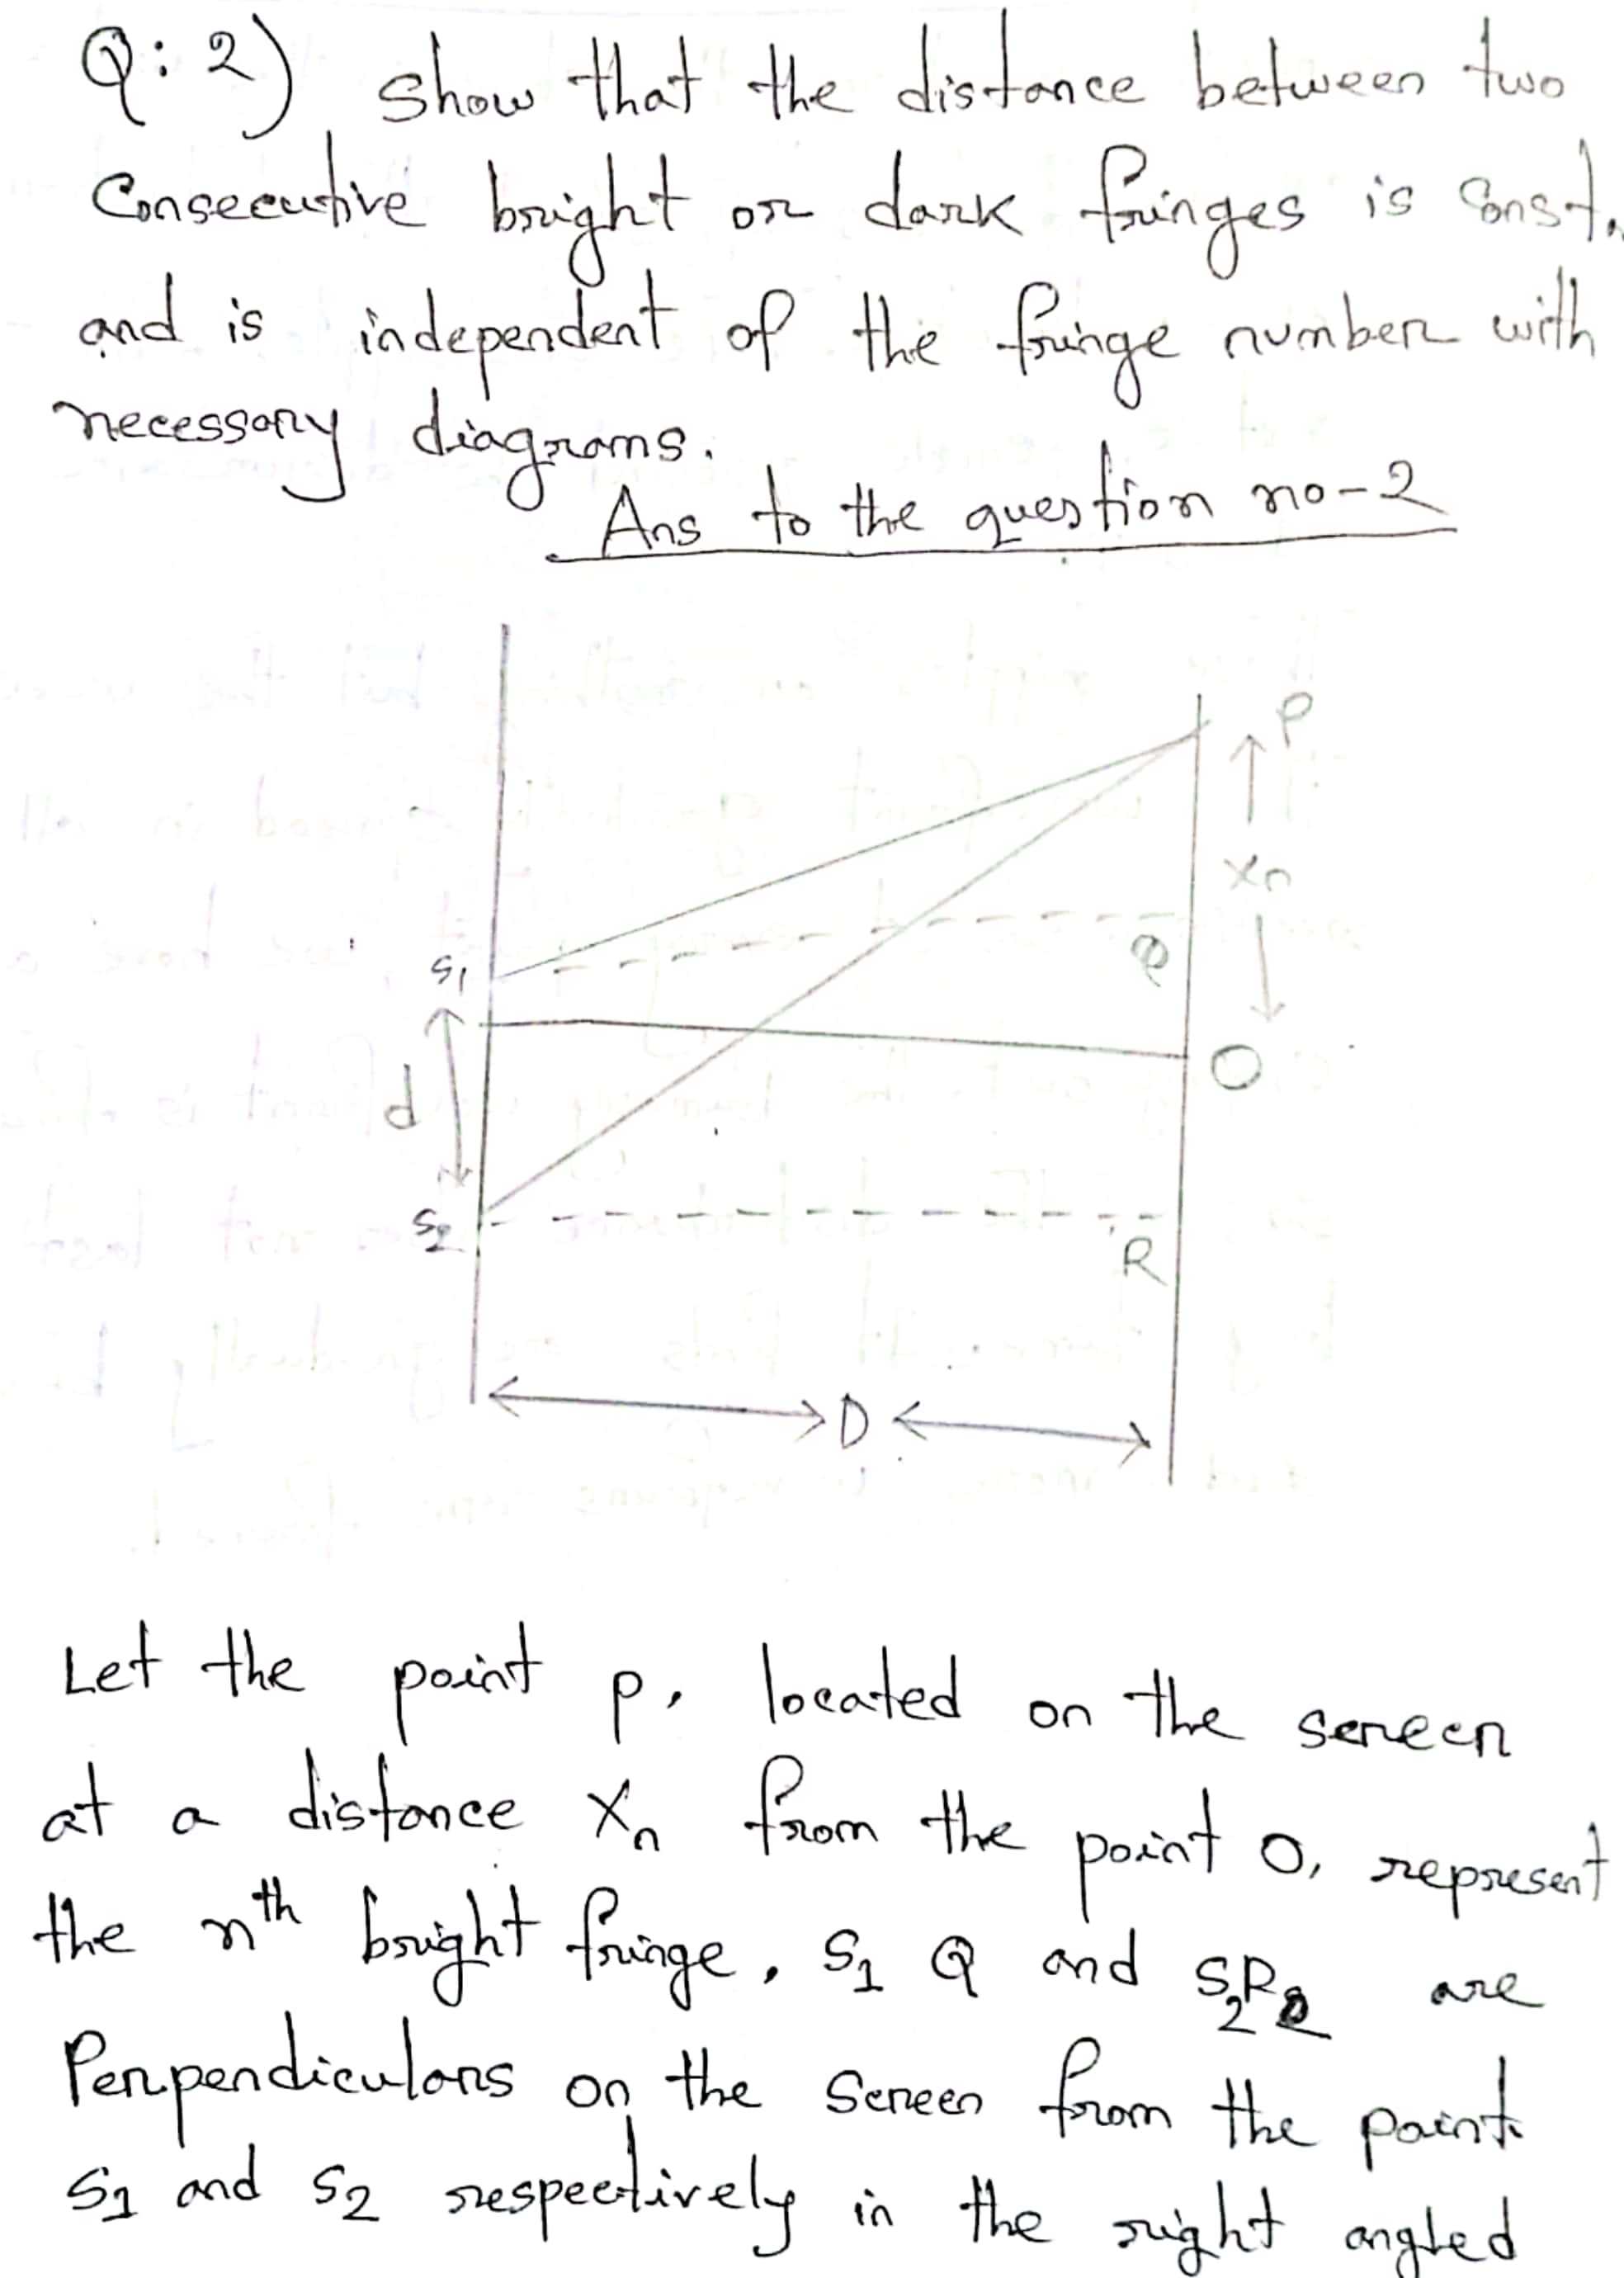 Q: 2) show that the distance between two
Consecutive bright or dark fringes is Const.
and is independent of the fringe number with
necessary diagrams.
Ans to the question no-2
P
Xn
S1
Q
O
d
S2
R
D
Let the point p, located on the screen
at a distance Xn from the point O, represent
the nth bright fringe, S1 Q and S2R are
Perpendiculars on the screen from the point
S1 and S2 respectively in the right angled